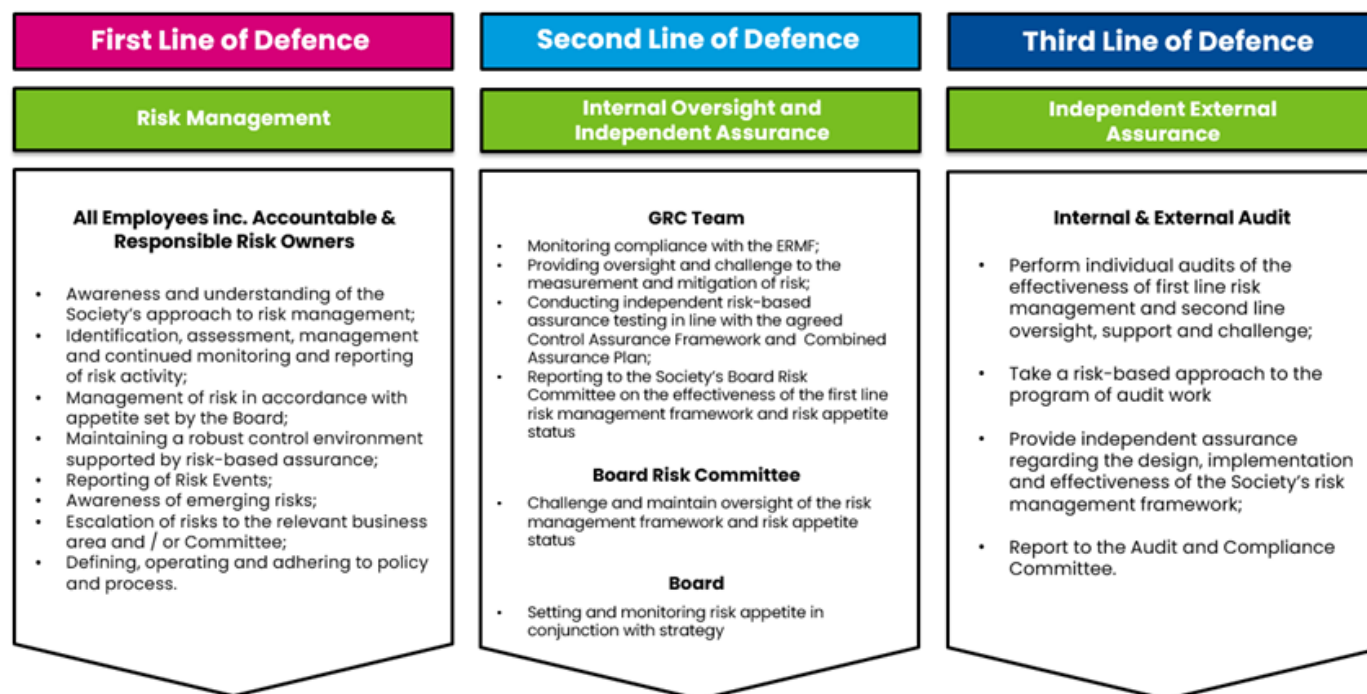 First Line of Defence
Risk Management
All Employees inc. Accountable &
Responsible Risk Owners
• Awareness and understanding of the
Society's approach to risk management;
• Identification, assessment, management
and continued monitoring and reporting
of risk activity;
• Management of risk in accordance with
appetite set by the Board;
• Maintaining a robust control environment
supported by risk-based assurance;
• Reporting of Risk Events;
• Awareness of emerging risks;
• Escalation of risks to the relevant business
area and / or Committee;
• Defining, operating and adhering to policy
and process.
Second Line of Defence
Internal Oversight and
Independent Assurance
GRC Team
• Monitoring compliance with the ERMF;
• Providing oversight and challenge to the
measurement and mitigation of risk;
• Conducting independent risk-based
assurance testing in line with the agreed
Control Assurance Framework and Combined
Assurance Plan;
• Reporting to the Society's Board Risk
Committee on the effectiveness of the first line
risk management framework and risk appetite
status
Board Risk Committee
• Challenge and maintain oversight of the risk
management framework and risk appetite
status
Board
• Setting and monitoring risk appetite in
conjunction with strategy
Third Line of Defence
Independent External
Assurance
Internal & External Audit
• Perform individual audits of the
effectiveness of first line risk
management and second line
oversight, support and challenge;
• Take a risk-based approach to the
program of audit work
• Provide independent assurance
regarding the design, implementation
and effectiveness of the Society's risk
management framework;
• Report to the Audit and Compliance
Committee.